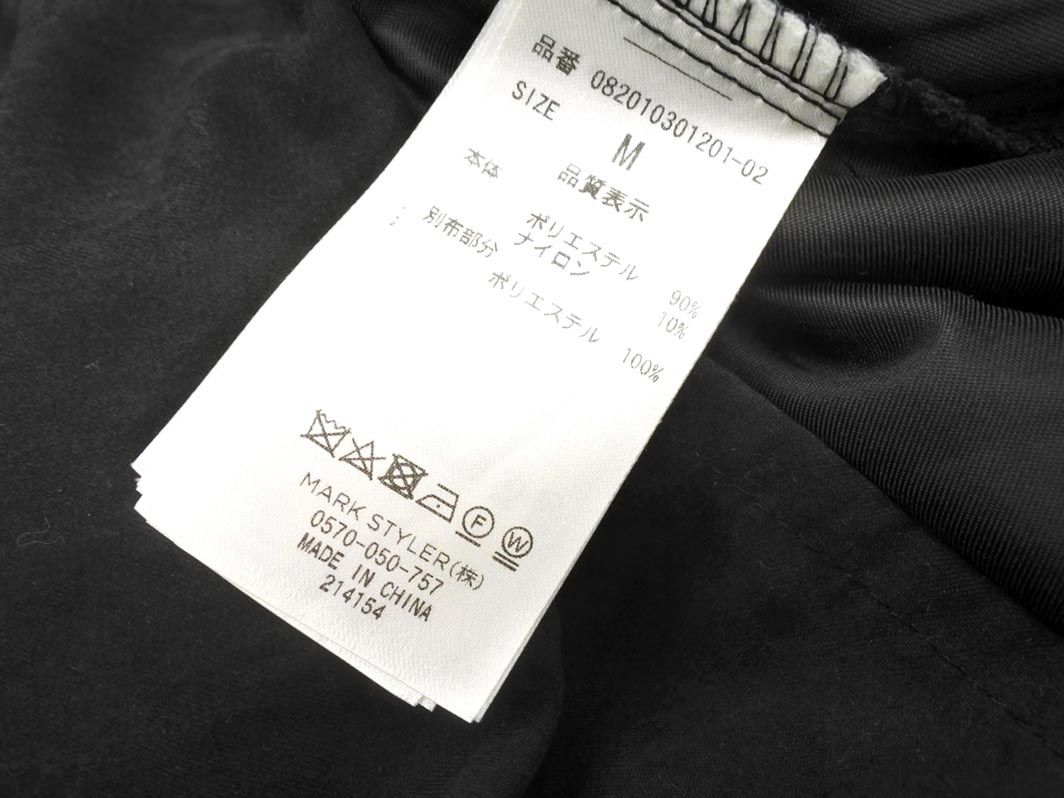 品番 082010301201-02
SIZE M
品質表示
本体 ポリエステル 90%
ナイロン 10%
別布部分
ポリエステル 100%
F W
MARK STYLER(株)
0570-050-757
MADE IN CHINA
214154